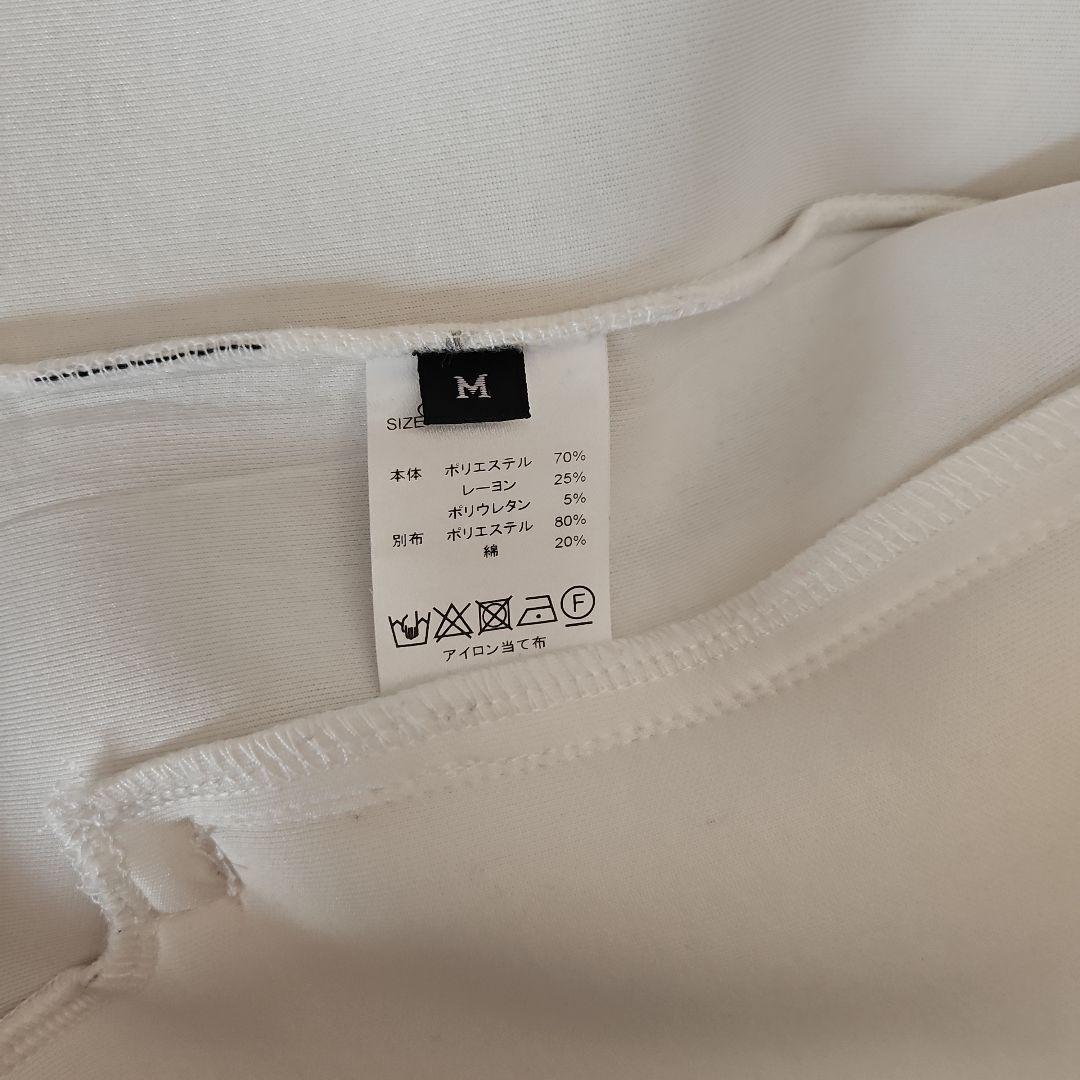 M
SIZE
本体 ポリエステル 70%
レーヨン 25%
ポリウレタン 5%
別布 ポリエステル 80%
綿 20%
F
アイロン当て布